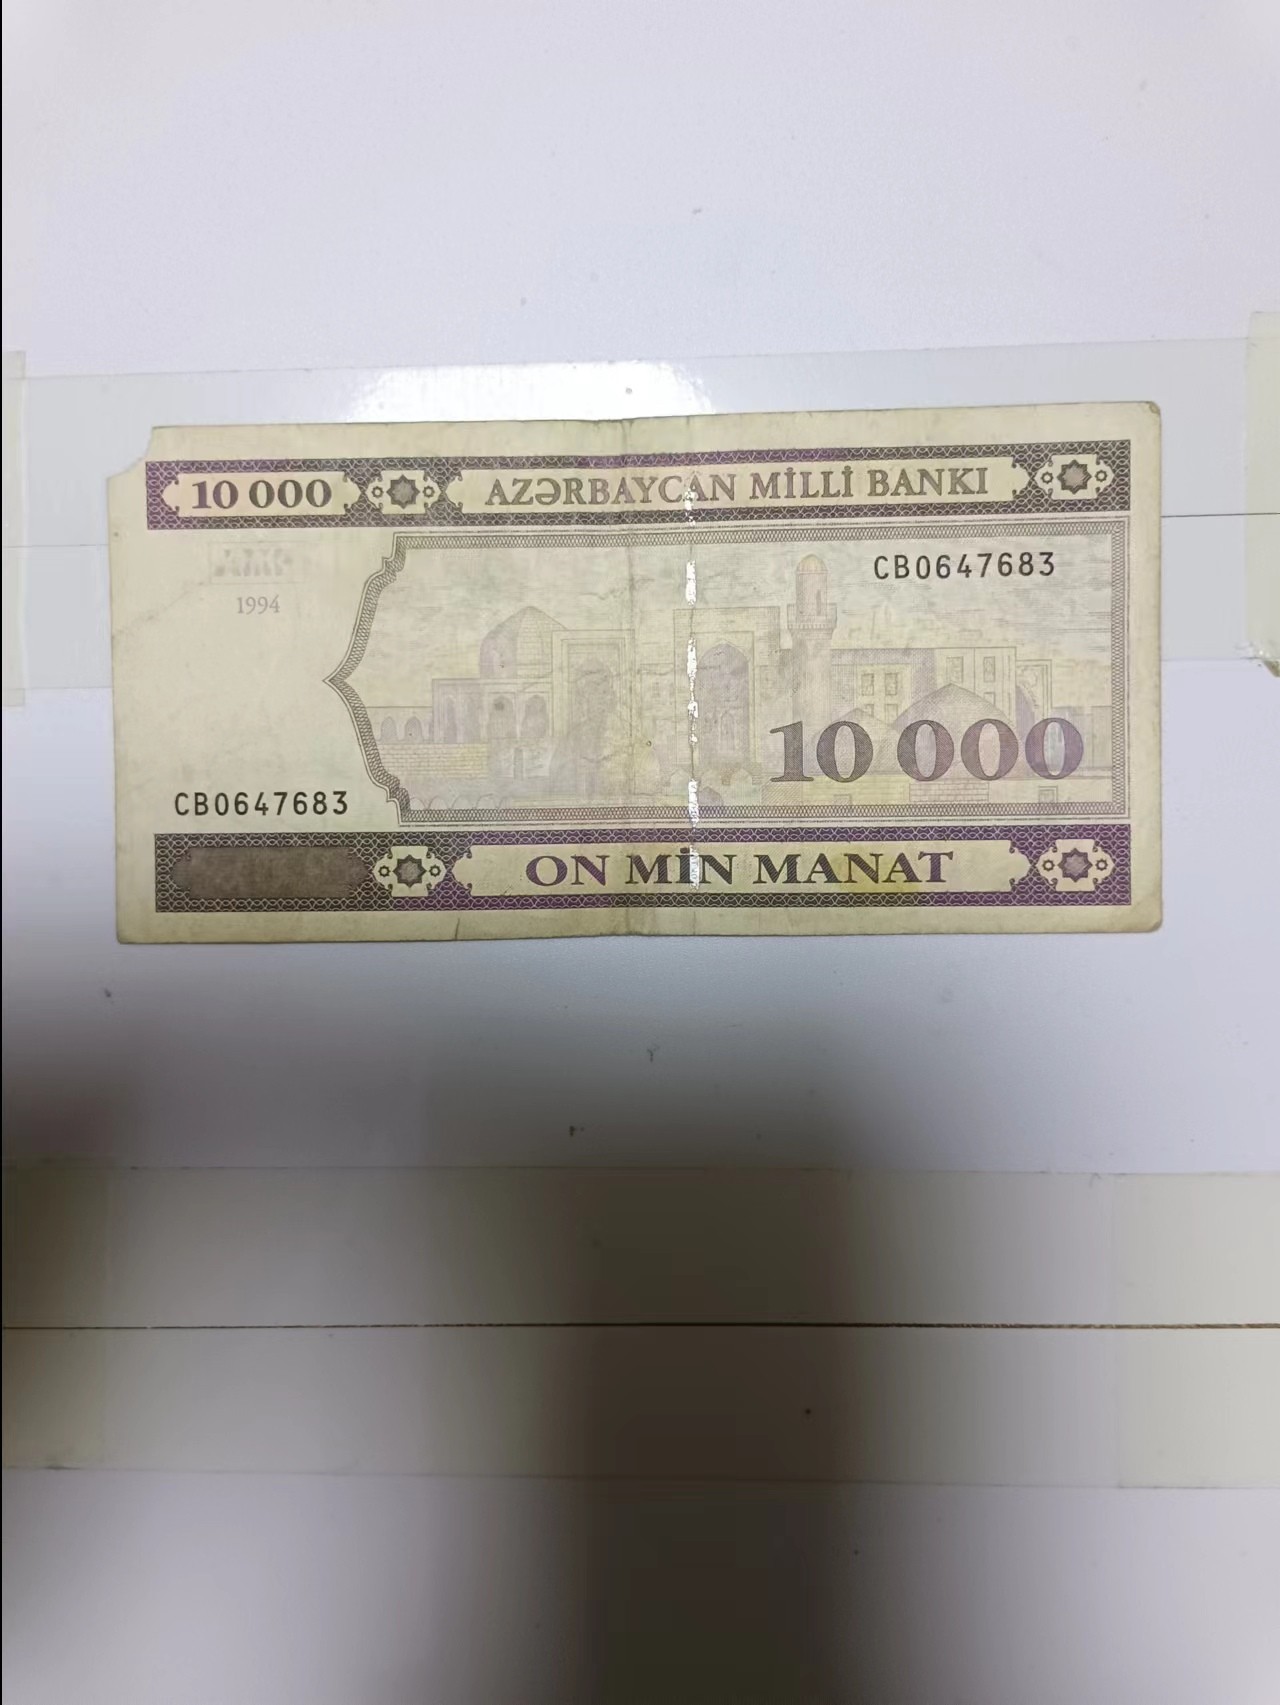 10 000
AZƏRBAYCAN MİLLİ BANKI
CB0647683
1994
10 000
CB0647683
ON MİN MANAT